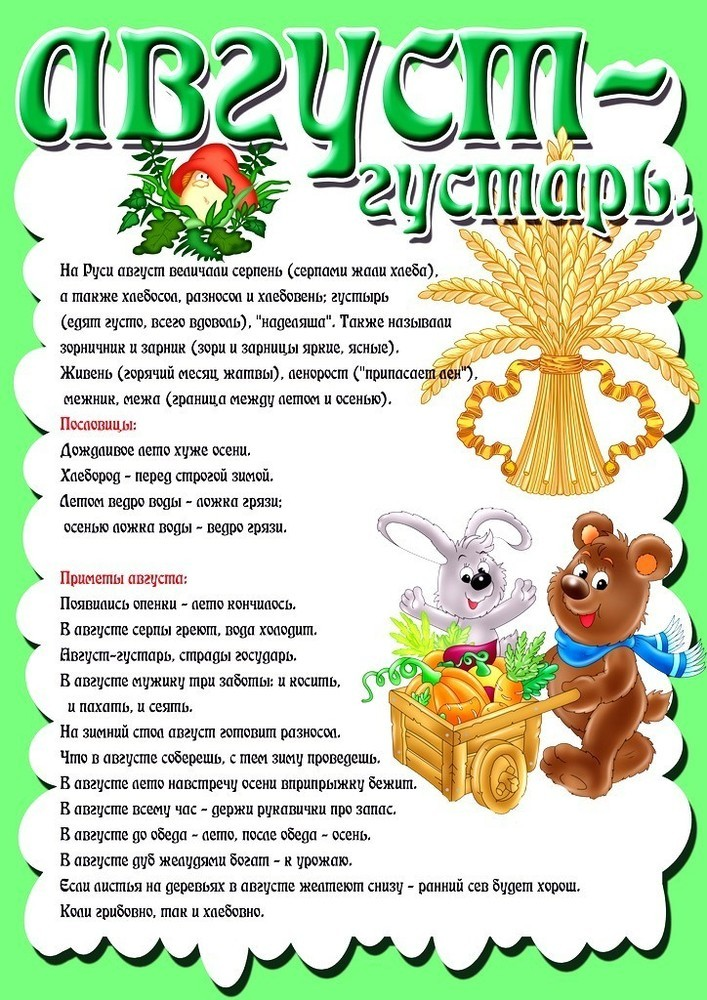 АВГУСТ-
густарь.
На Руси август величали серпень (серпами жали хлеба),
а также хлебосол, разносол и хлебовень; густырь
(едят густо, всего вдоволь), "наделяша". Также называли
зорничник и зарник (зори и зарницы яркие, ясные).
Живень (горячий месяц жатвы), ленорост ("припасает лен"),
межник, межа (граница между летом и осенью).
Пословицы:
Дождливое лето хуже осени.
Хлебород - перед строгой зимой.
Летом ведро воды - ложка грязи;
осенью ложка воды - ведро грязи.
Приметы августа:
Появились опенки - лето кончилось.
В августе серпы греют, вода холодит.
Август-густарь, страды государь.
В августе мужику три заботы: и косить,
и пахать, и сеять.
На зимний стол август готовит разносол.
Что в августе соберешь, с тем зиму проведешь.
В августе лето навстречу осени вприпрыжку бежит.
В августе всему час - держи рукавички про запас.
В августе до обеда - лето, после обеда - осень.
В августе дуб желудями богат - к урожаю.
Если листья на деревьях в августе желтеют снизу - ранний сев будет хорош.
Коли грибовно, так и хлебовно.